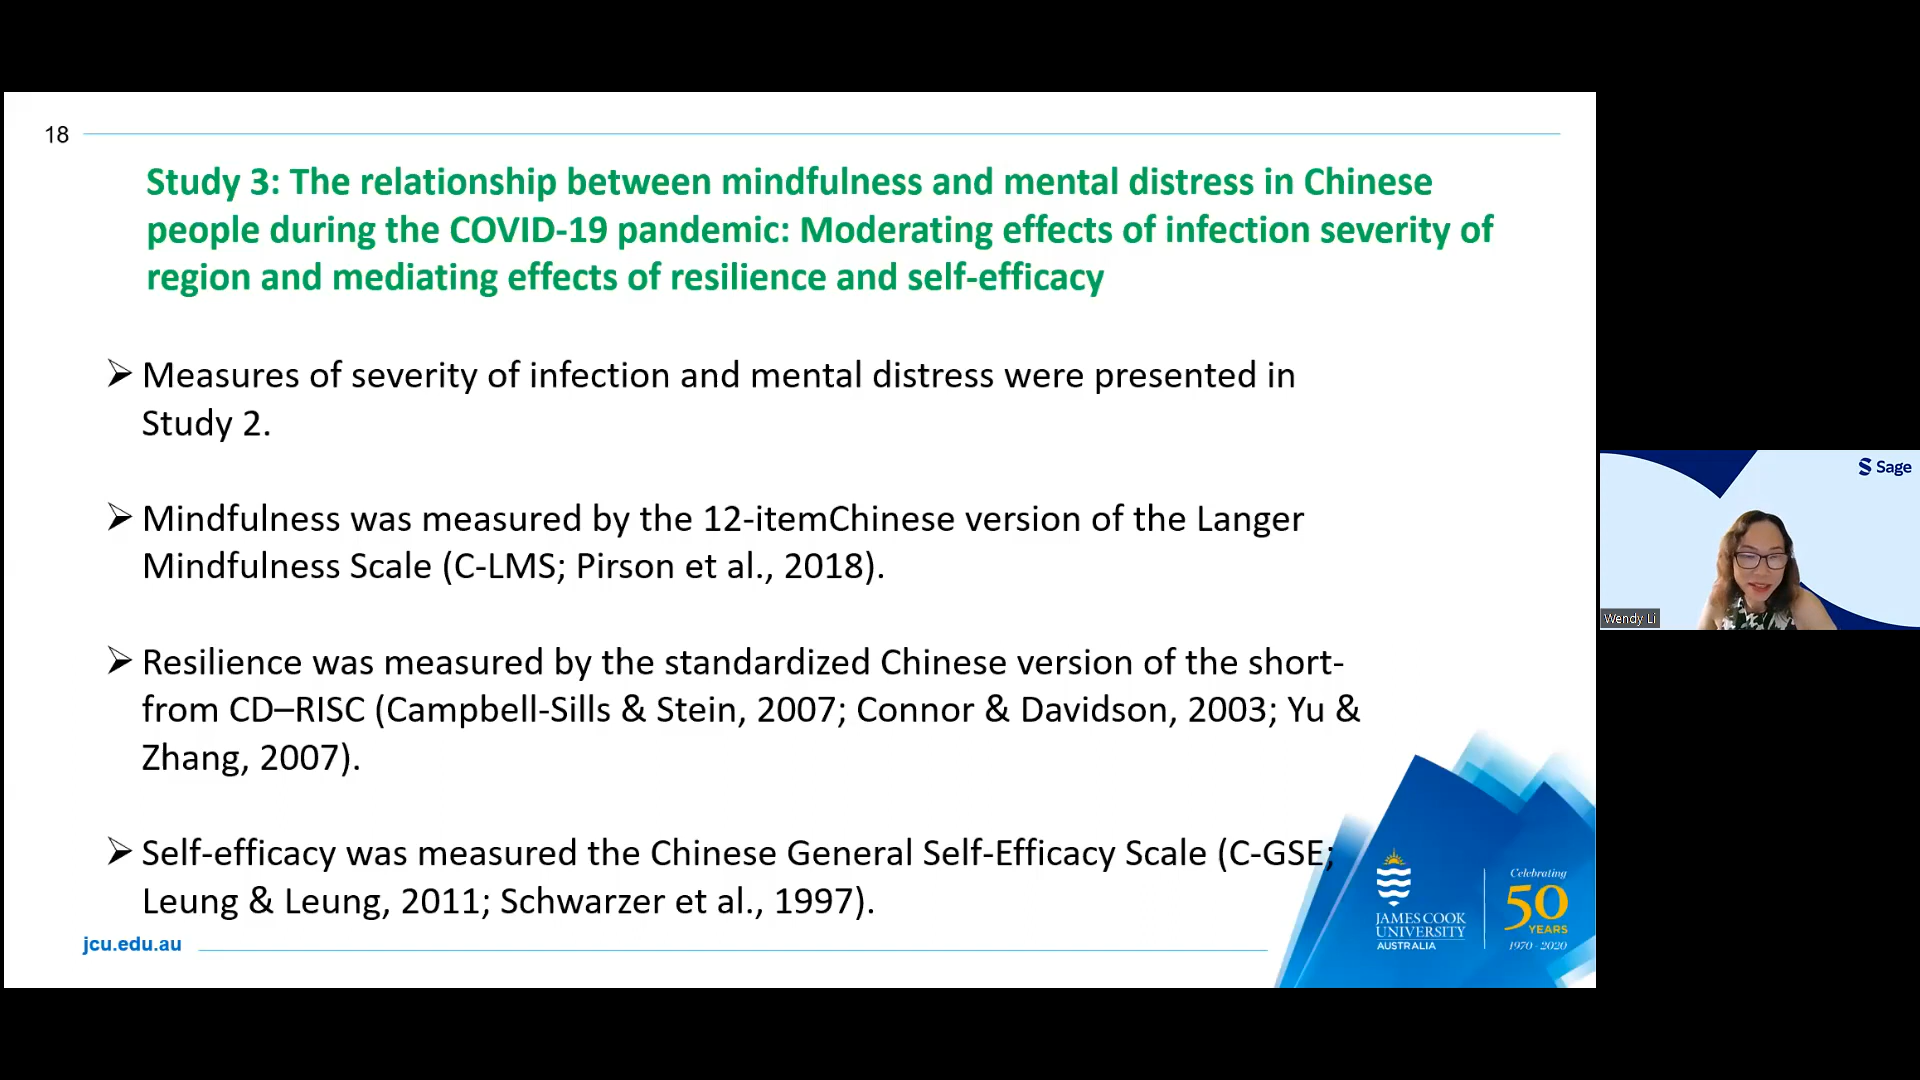 18
Study 3: The relationship between mindfulness and mental distress in Chinese
people during the COVID-19 pandemic: Moderating effects of infection severity of
region and mediating effects of resilience and self-efficacy
➢ Measures of severity of infection and mental distress were presented in
Study 2.
➢ Mindfulness was measured by the 12-itemChinese version of the Langer
Mindfulness Scale (C-LMS; Pirson et al., 2018).
➢ Resilience was measured by the standardized Chinese version of the short-
from CD–RISC (Campbell-Sills & Stein, 2007; Connor & Davidson, 2003; Yu &
Zhang, 2007).
➢ Self-efficacy was measured the Chinese General Self-Efficacy Scale (C-GSE;
Leung & Leung, 2011; Schwarzer et al., 1997).
jcu.edu.au
JAMES COOK
UNIVERSITY
AUSTRALIA
Celebrating
50
YEARS
1970 - 2020
Sage
Wendy Li